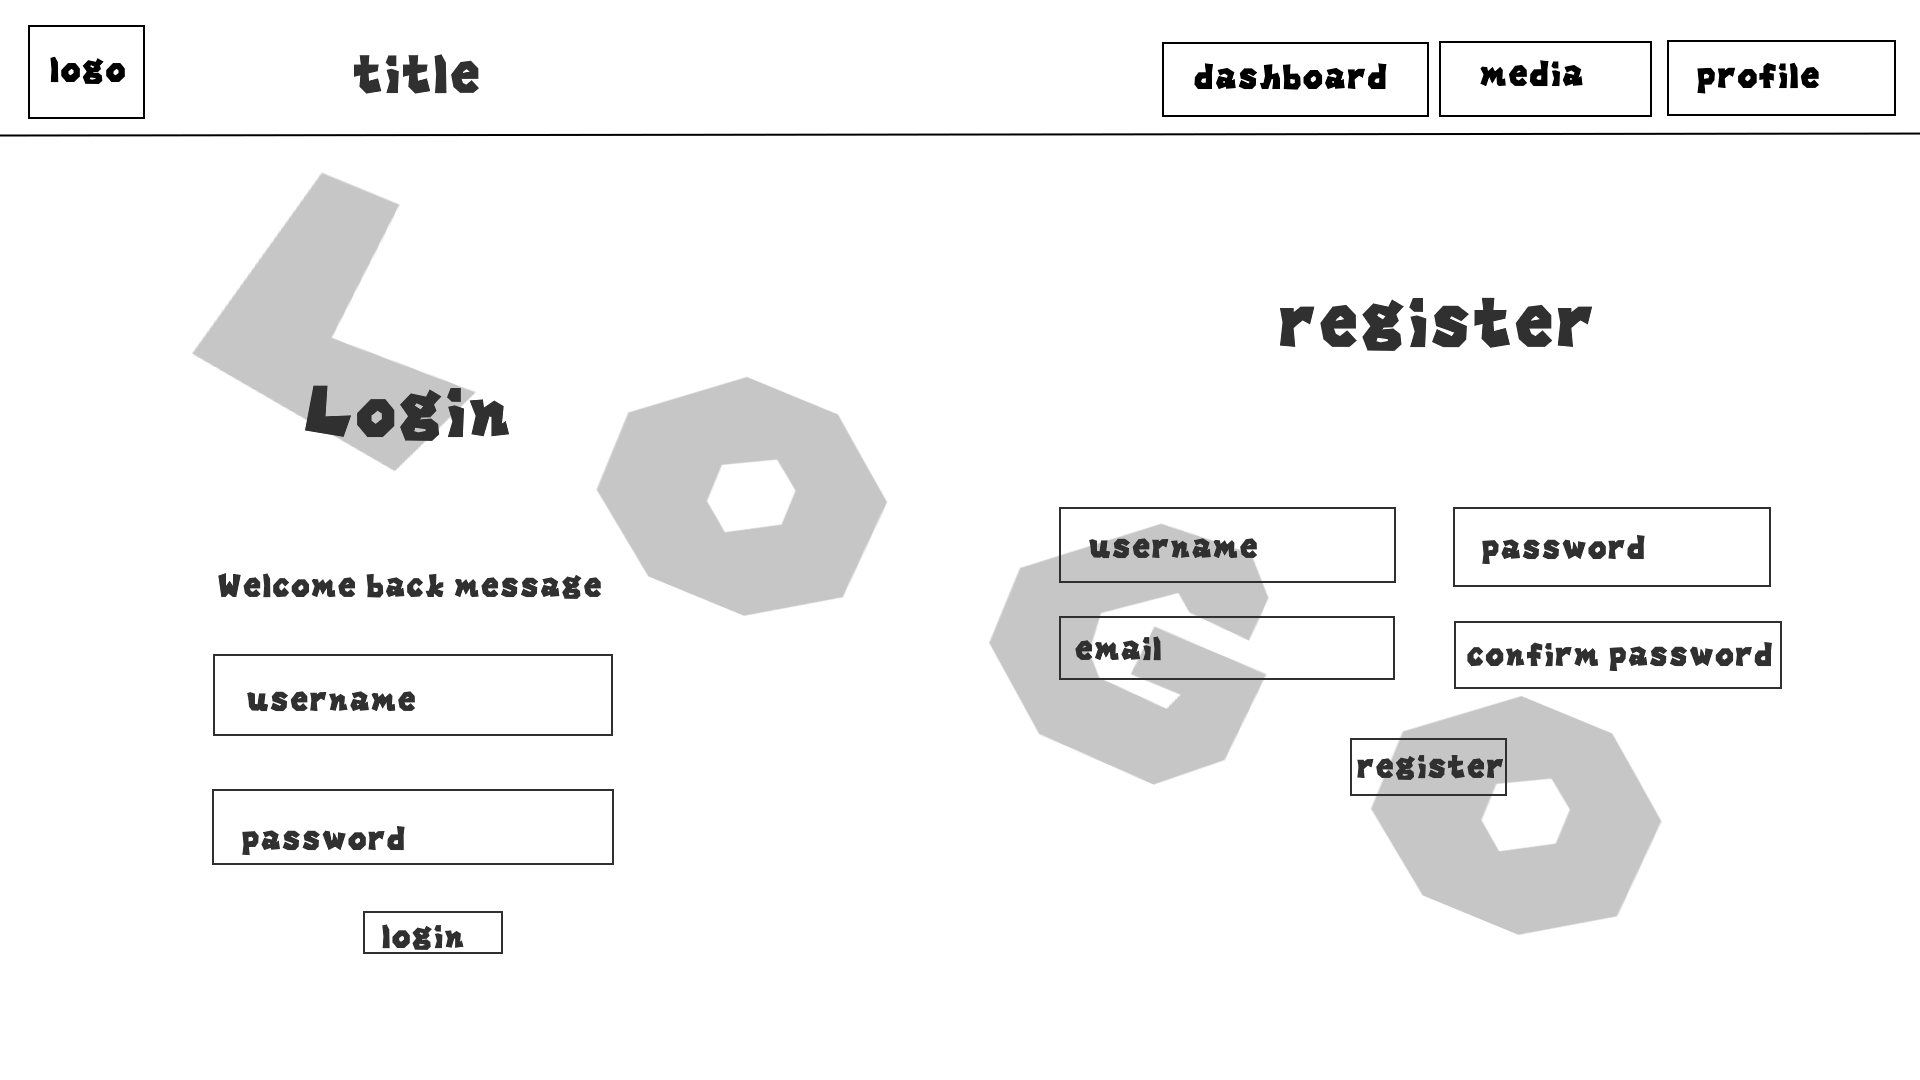 logo
title
dashboard
media
profile
LOGO
Login
Welcome back message
username
password
login
register
username
password
email
confirm password
register